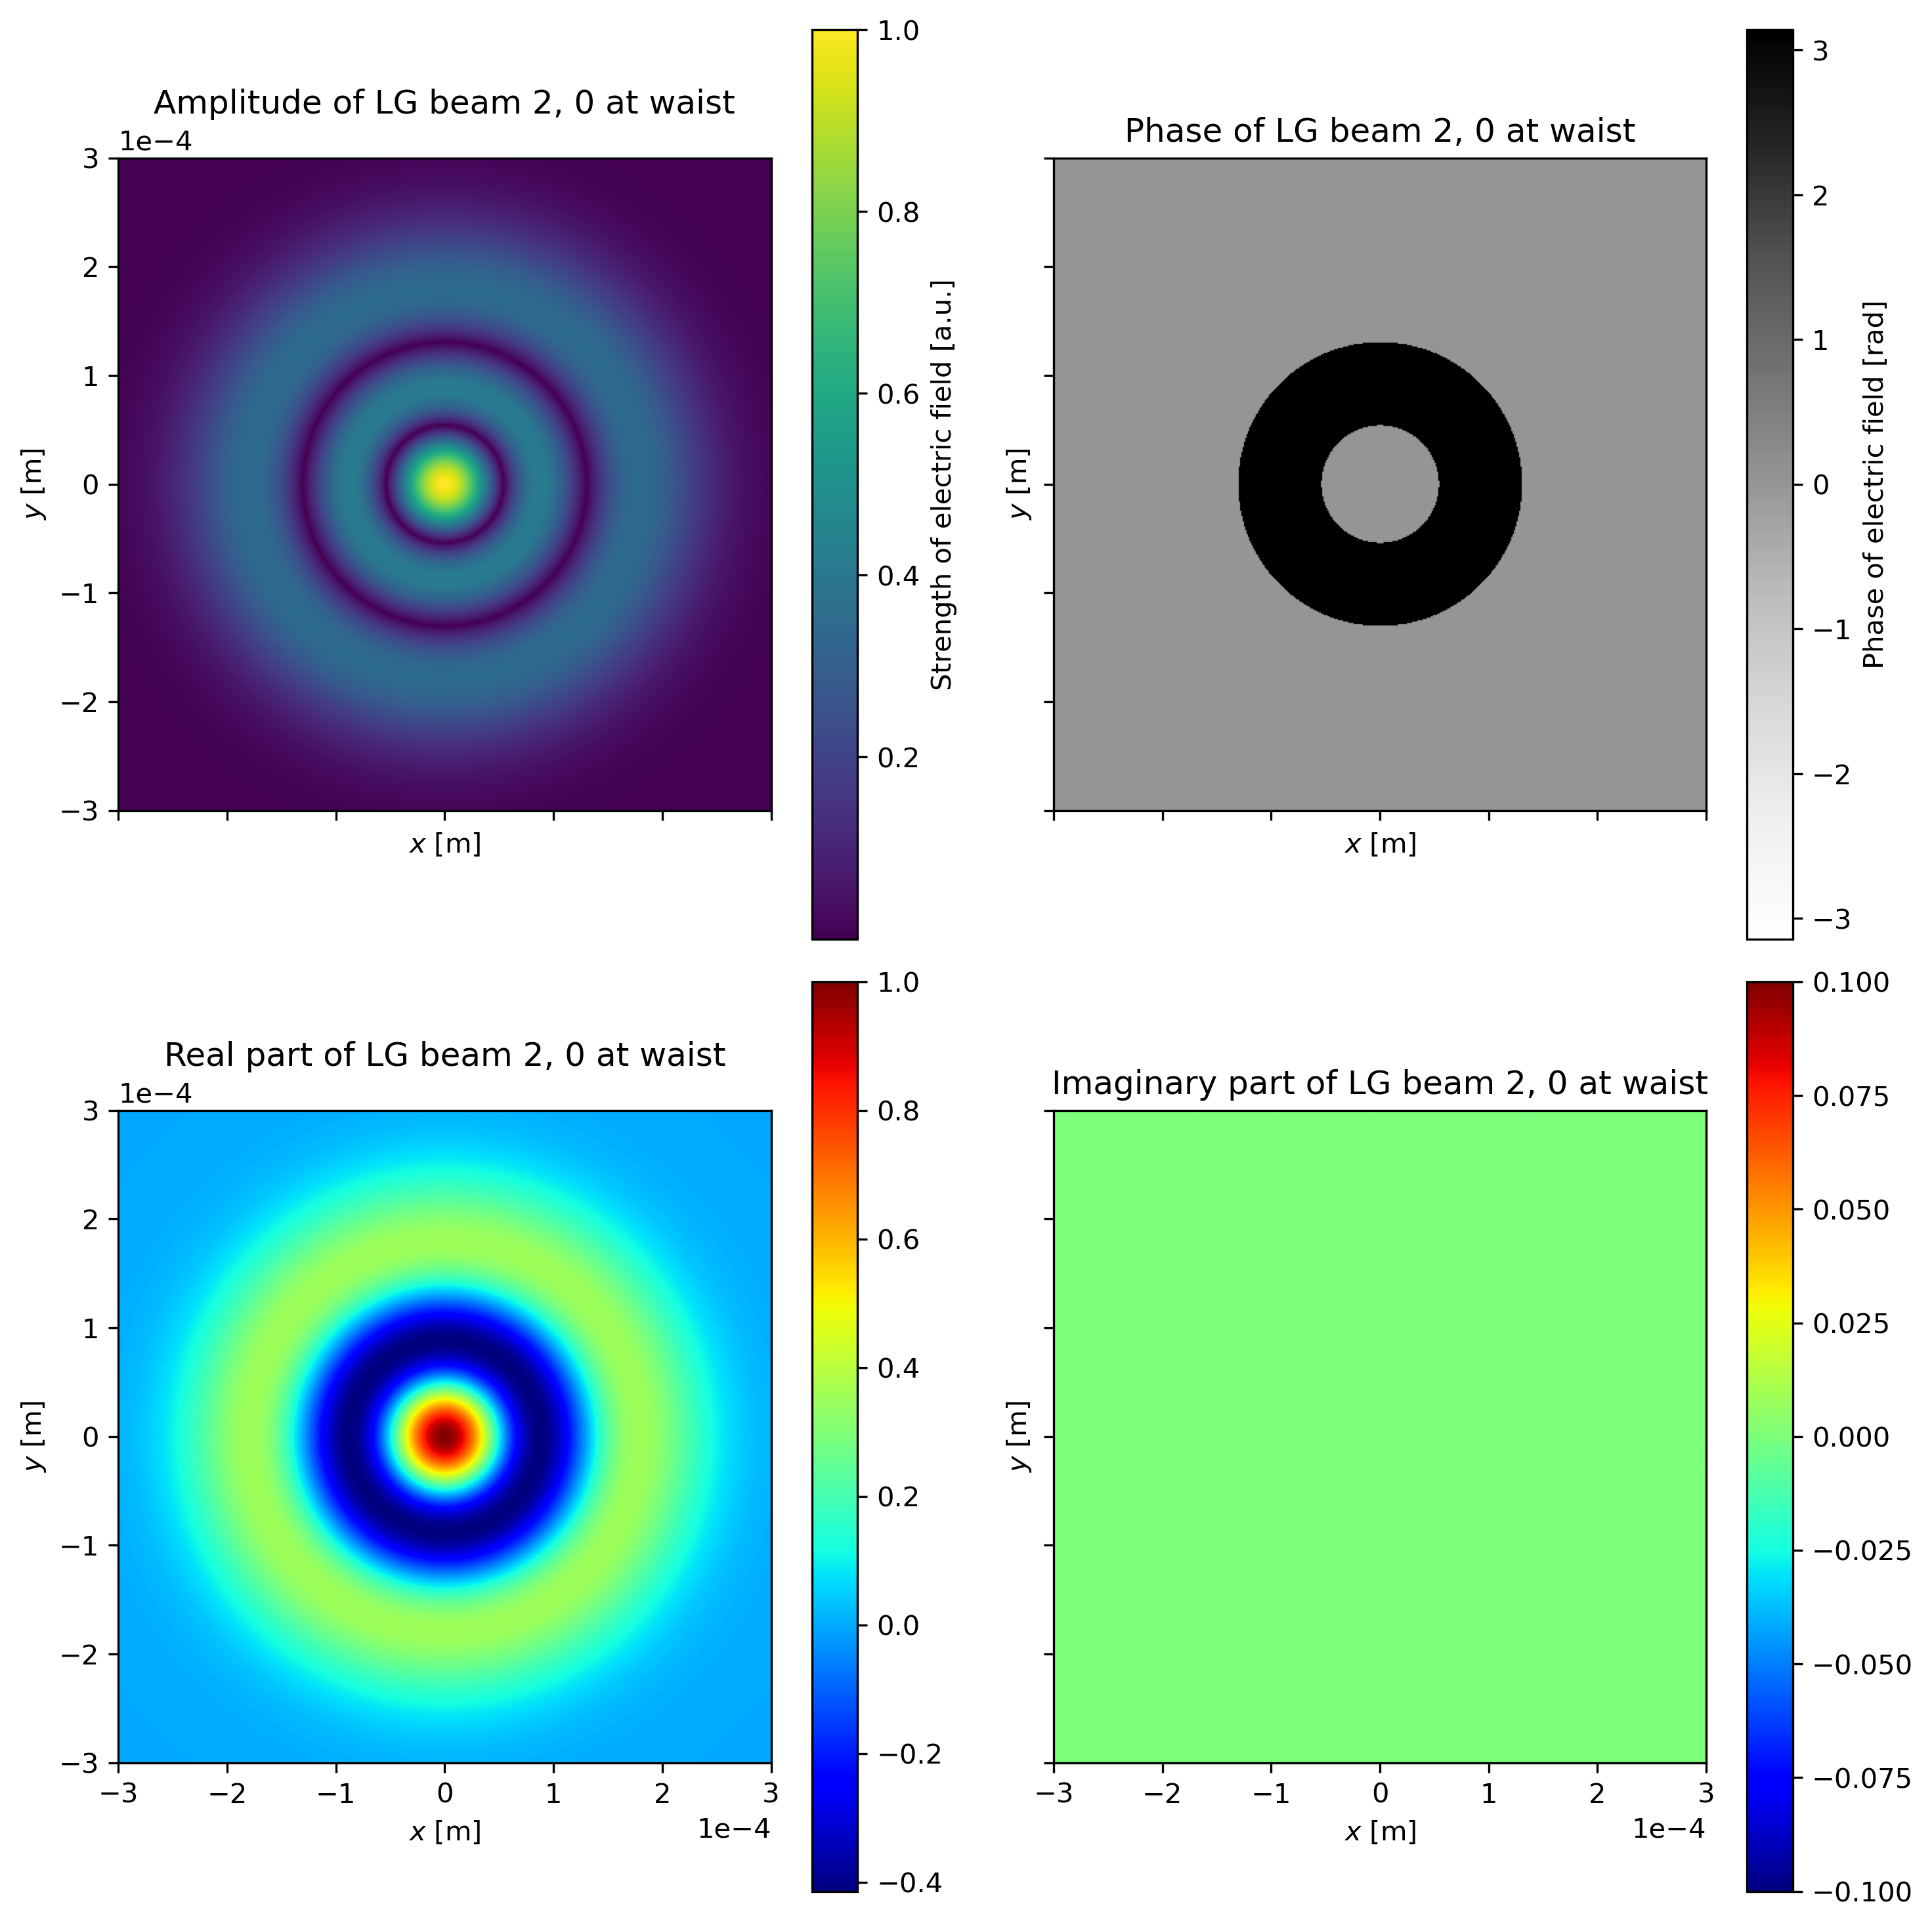 Amplitude of LG beam 2, 0 at waist
1e−4
3
2
1
0
−1
−2
−3
y [m]
x [m]
1.0
0.8
0.6
0.4
0.2
Strength of electric field [a.u.]
Phase of LG beam 2, 0 at waist
y [m]
x [m]
3
2
1
0
−1
−2
−3
Phase of electric field [rad]
Real part of LG beam 2, 0 at waist
1e−4
3
2
1
0
−1
−2
−3
y [m]
−3 −2 −1 0 1 2 3
x [m]
1e−4
1.0
0.8
0.6
0.4
0.2
0.0
−0.2
−0.4
Imaginary part of LG beam 2, 0 at waist
y [m]
−3 −2 −1 0 1 2 3
x [m]
1e−4
0.100
0.075
0.050
0.025
0.000
−0.025
−0.050
−0.075
−0.100